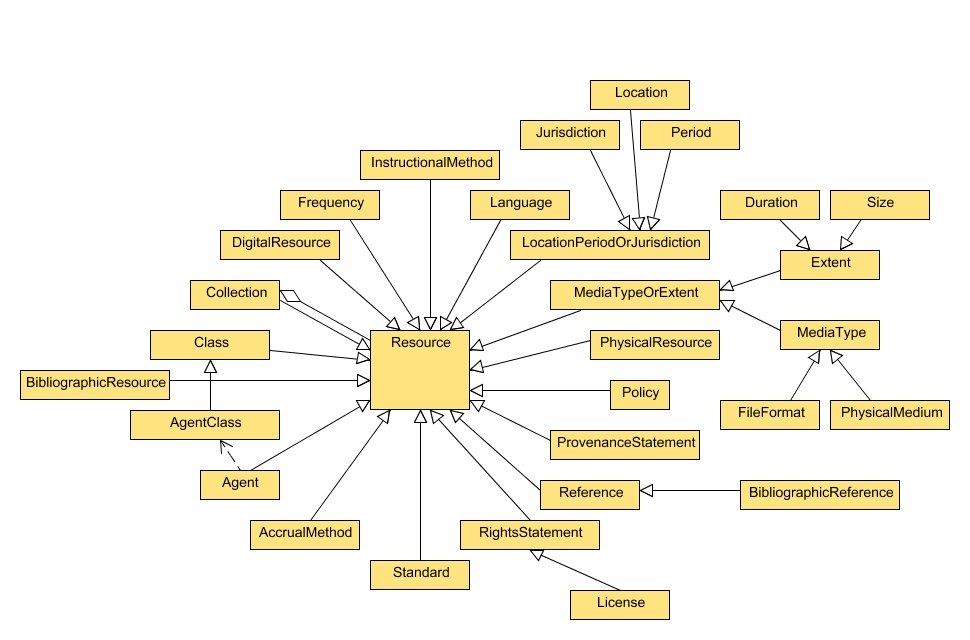 Location
Jurisdiction
Period
InstructionalMethod
Frequency
Language
Duration
Size
DigitalResource
LocationPeriodOrJurisdiction
Extent
Collection
MediaTypeOrExtent
Class
Resource
PhysicalResource
MediaType
BibliographicResource
Policy
AgentClass
FileFormat
PhysicalMedium
ProvenanceStatement
Agent
Reference
BibliographicReference
AccrualMethod
RightsStatement
Standard
License